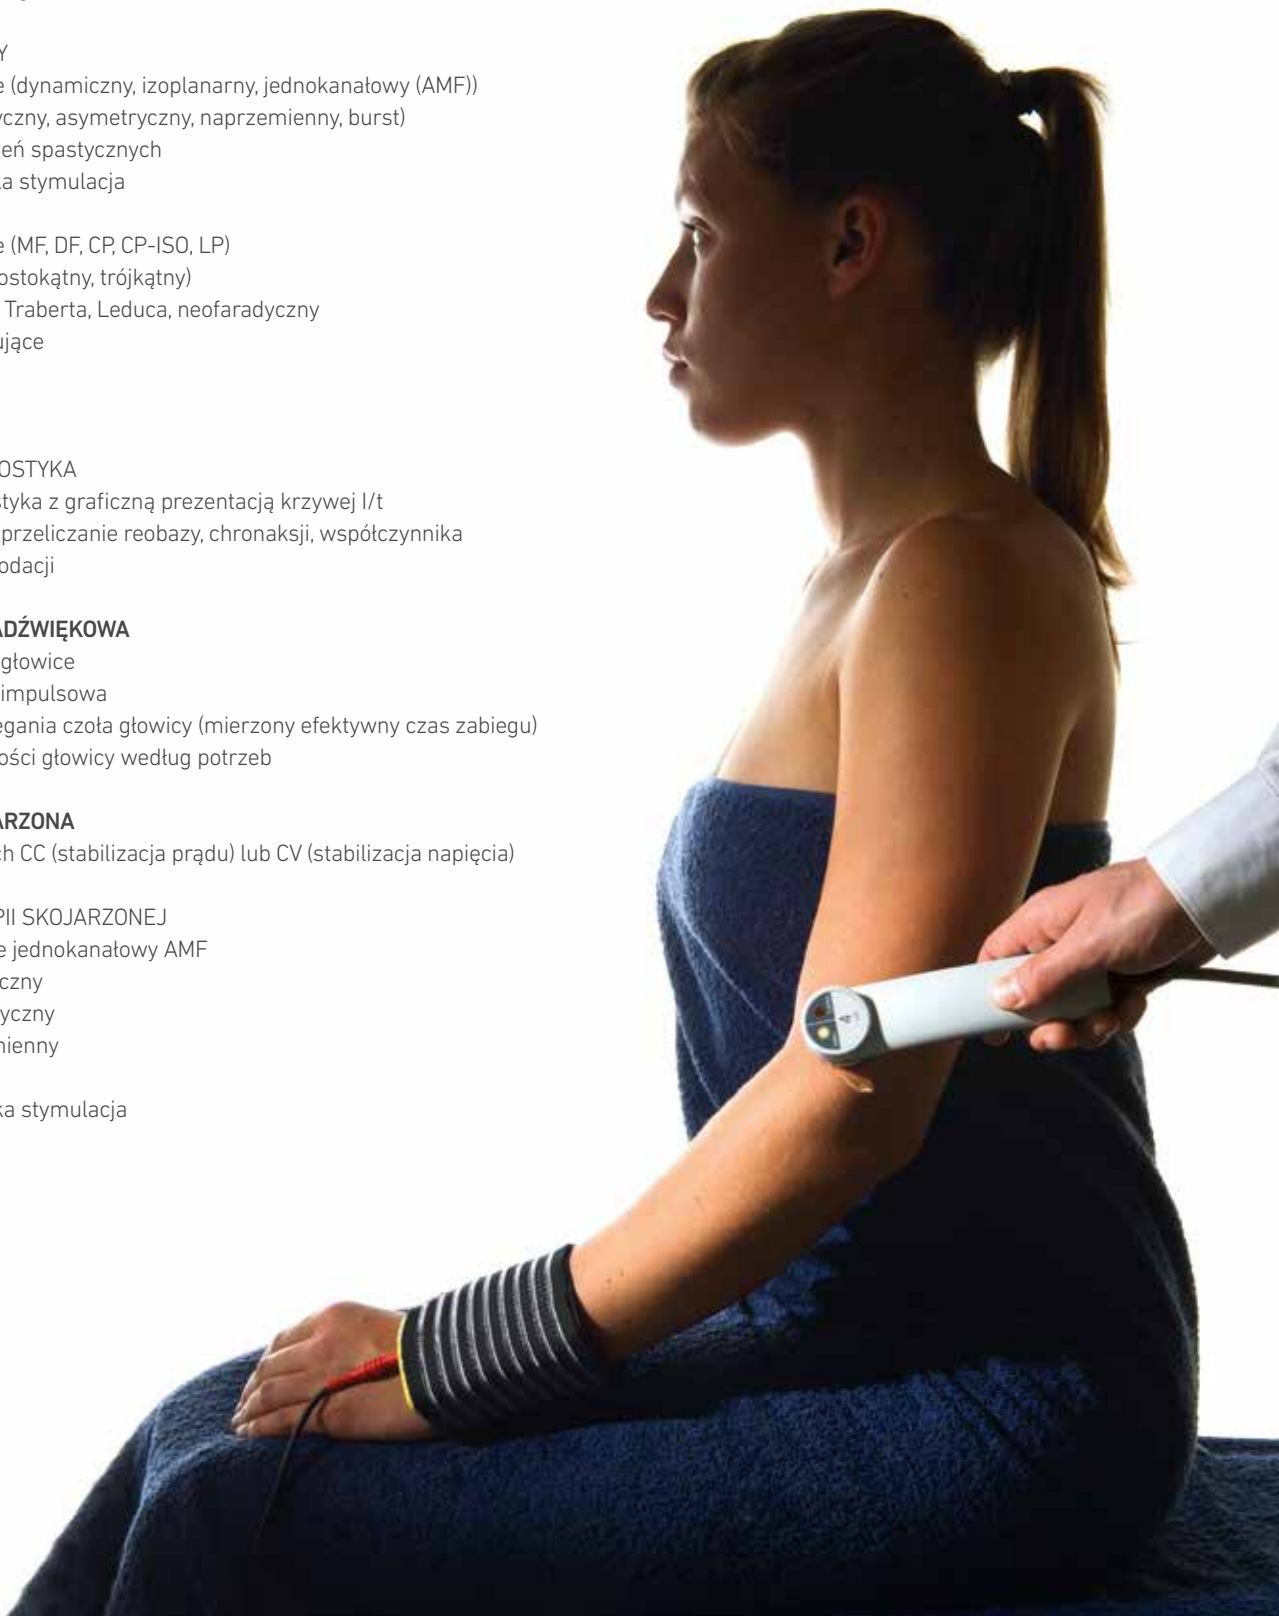 Y
e (dynamiczny, izoplanarny, jednokanałowy (AMF))
yczny, asymetryczny, naprzemienny, burst)
eń spastycznych
a stymulacja
e (MF, DF, CP, CP-ISO, LP)
ostokątny, trójkątny)
Traberta, Leduca, neofaradyczny
ujące
OSTYKA
styka z graficzną prezentacją krzywej I/t
przeliczanie reobazy, chronaksji, współczynnika
odacji
ADŹWIĘKOWA
głowice
impulsowa
egania czoła głowicy (mierzony efektywny czas zabiegu)
ości głowicy według potrzeb
ARZONA
ch CC (stabilizacja prądu) lub CV (stabilizacja napięcia)
PII SKOJARZONEJ
e jednokanałowy AMF
czny
yczny
mienny
ka stymulacja